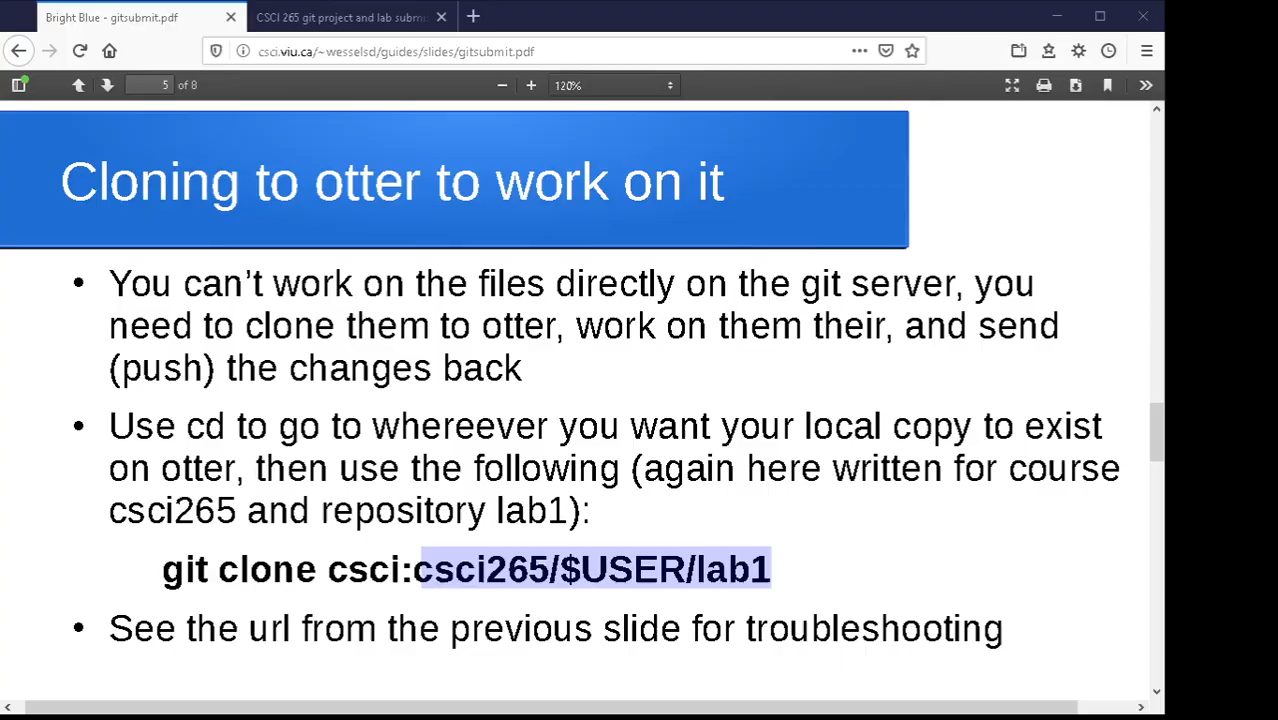 Bright Blue - gitsubmit.pdf
CSCI 265 git project and lab submi
csci.viu.ca/~wesselsd/guides/slides/gitsubmit.pdf
5 of 8
120%
Cloning to otter to work on it
• You can't work on the files directly on the git server, you
need to clone them to otter, work on them their, and send
(push) the changes back
• Use cd to go to whereever you want your local copy to exist
on otter, then use the following (again here written for course
csci265 and repository lab1):
git clone csci:csci265/$USER/lab1
• See the url from the previous slide for troubleshooting